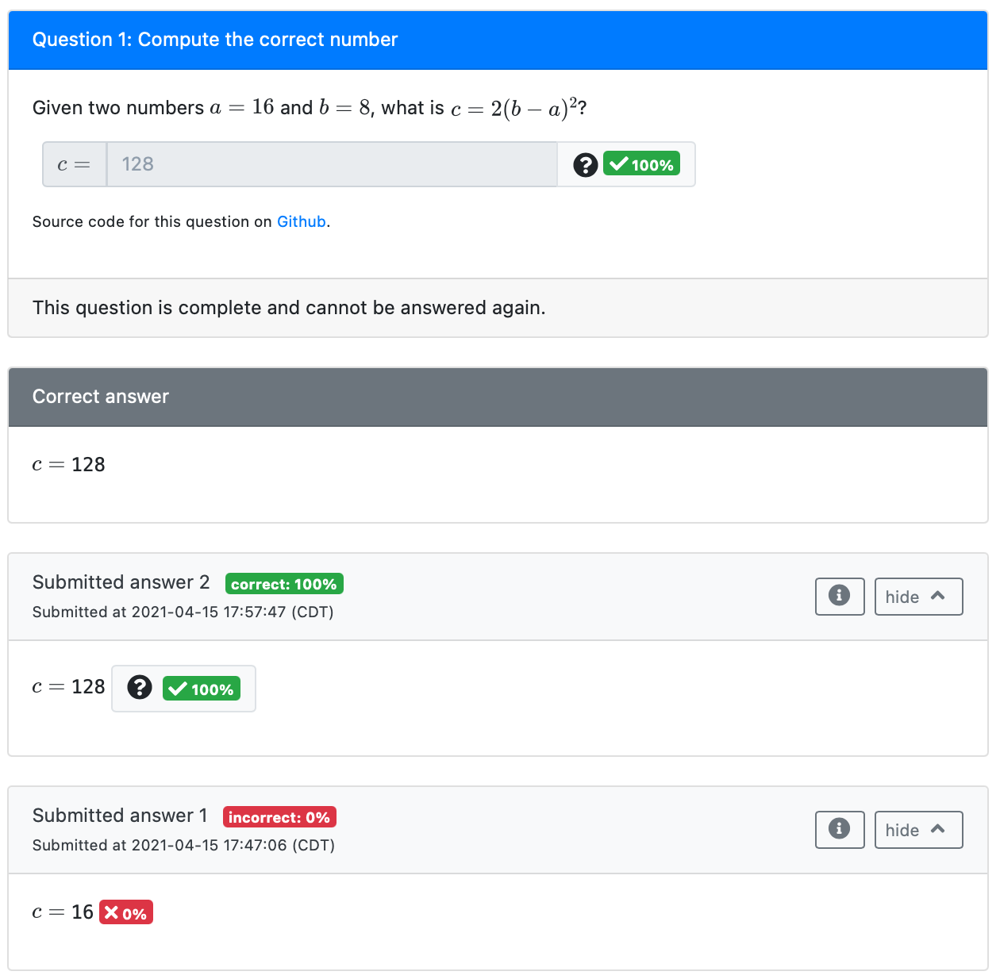 Question 1: Compute the correct number
Given two numbers a = 16 and b = 8, what is c = 2(b − a)²?
c = 128 ? 100%
Source code for this question on Github.
This question is complete and cannot be answered again.
Correct answer
c = 128
Submitted answer 2 correct: 100%
Submitted at 2021-04-15 17:57:47 (CDT)
i hide
c = 128 ? 100%
Submitted answer 1 incorrect: 0%
Submitted at 2021-04-15 17:47:06 (CDT)
i hide
c = 16 0%